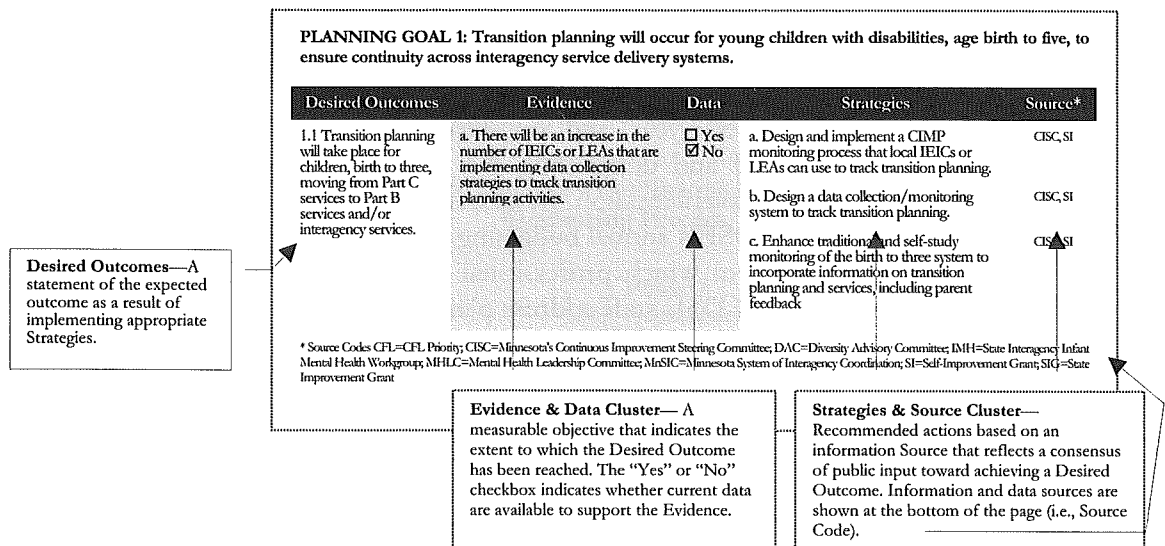 PLANNING GOAL 1: Transition planning will occur for young children with disabilities, age birth to five, to
ensure continuity across interagency service delivery systems.
Desired Outcomes Evidence Data Strategies Source*
1.1 Transition planning
will take place for
children, birth to three,
moving from Part C
services to Part B
services and/or
interagency services.
a. There will be an increase in the
number of IEICs or LEAs that are
implementing data collection
strategies to track transition
planning activities.
☐ Yes
☑ No
a. Design and implement a CIMP
monitoring process that local IEICs or
LEAs can use to track transition planning.
CISC, SI
b. Design a data collection/monitoring
system to track transition planning.
CISC, SI
c. Enhance traditional and self-study
monitoring of the birth to three system to
incorporate information on transition
planning and services, including parent
feedback
CISC, SI
* Source Codes CFL=CFL Priority; CISC=Minnesota's Continuous Improvement Steering Committee; DAC=Diversity Advisory Committee; IMH=State Interagency Infant
Mental Health Workgroup; MHLC=Mental Health Leadership Committee; MnSIC=Minnesota System of Interagency Coordination; SI=Self-Improvement Grant; SIG=State
Improvement Grant
Desired Outcomes—A
statement of the expected
outcome as a result of
implementing appropriate
Strategies.
Evidence & Data Cluster— A
measurable objective that indicates the
extent to which the Desired Outcome
has been reached. The “Yes” or “No”
checkbox indicates whether current data
are available to support the Evidence.
Strategies & Source Cluster—
Recommended actions based on an
information Source that reflects a consensus
of public input toward achieving a Desired
Outcome. Information and data sources are
shown at the bottom of the page (i.e., Source
Code).